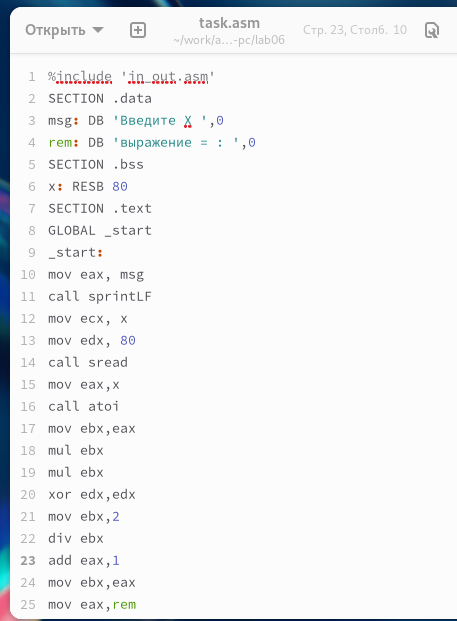 Открыть
task.asm
~/work/a...-pc/lab06
Стр. 23, Столб. 10
1 %include 'in_out.asm'
2 SECTION .data
3 msg: DB 'Введите X ',0
4 rem: DB 'выражение = : ',0
5 SECTION .bss
6 x: RESB 80
7 SECTION .text
8 GLOBAL _start
9 _start:
10 mov eax, msg
11 call sprintLF
12 mov ecx, x
13 mov edx, 80
14 call sread
15 mov eax,x
16 call atoi
17 mov ebx,eax
18 mul ebx
19 mul ebx
20 xor edx,edx
21 mov ebx,2
22 div ebx
23 add eax,1
24 mov ebx,eax
25 mov eax,rem